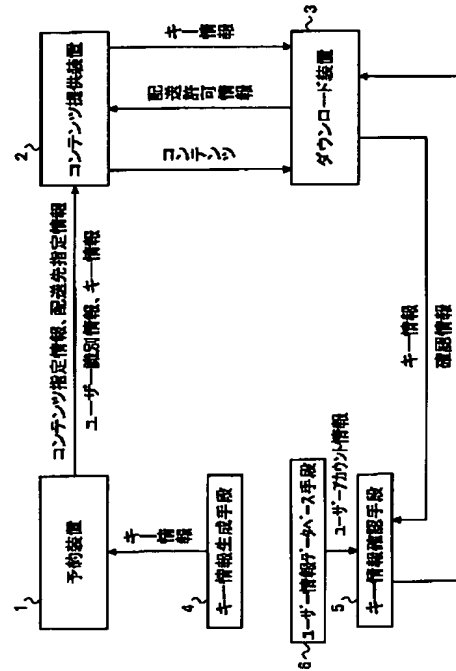 1
予約装置
コンテンツ指定情報、配送先指定情報
ユーザー識別情報、キー情報
2
コンテンツ提供装置
キー情報
4
キー情報生成手段
コンテンツ
配送許可情報
キー情報
3
ダウンロード装置
6
ユーザー情報データベース手段
ユーザーアカウント情報
5
キー情報確認手段
キー情報
確認情報